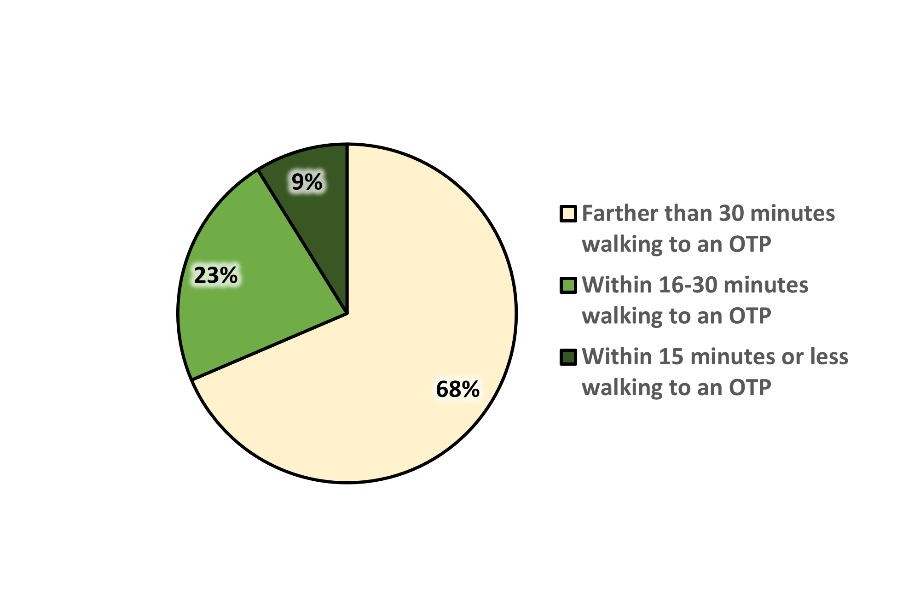 9%
23%
68%
Farther than 30 minutes
walking to an OTP
Within 16-30 minutes
walking to an OTP
Within 15 minutes or less
walking to an OTP